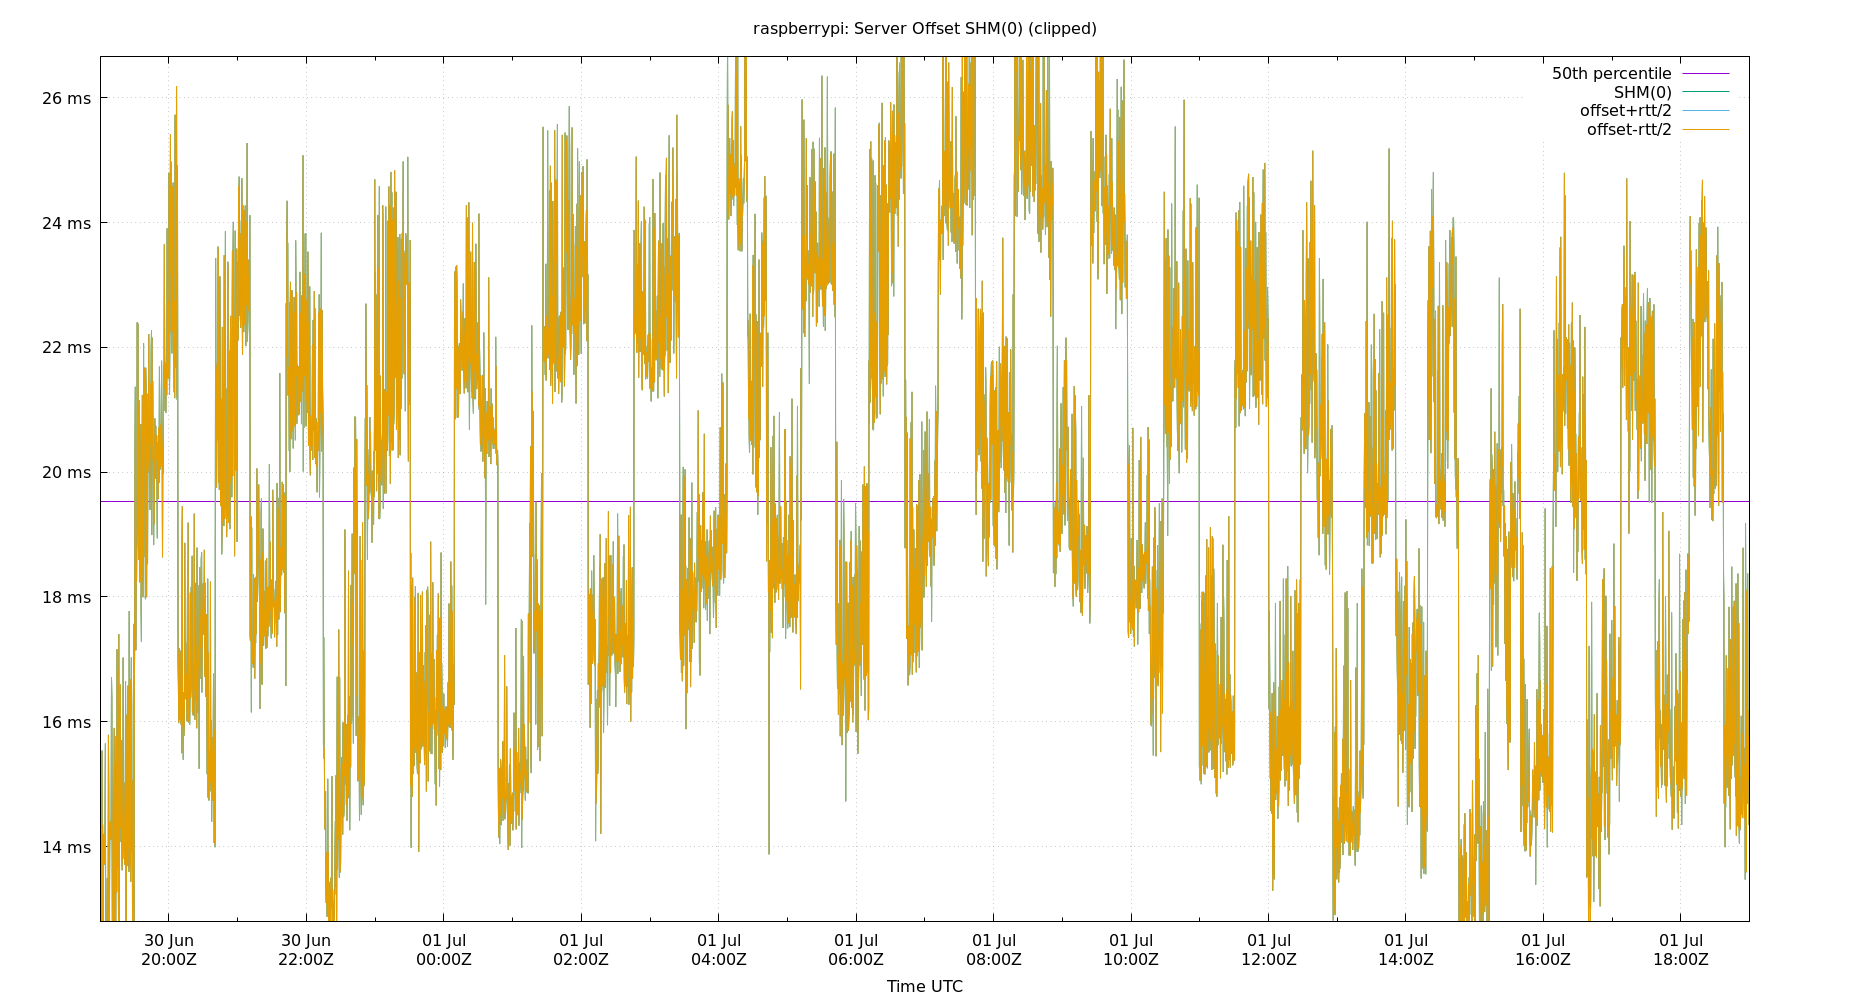 raspberrypi: Server Offset SHM(0) (clipped)
50th percentile
SHM(0)
offset+rtt/2
offset-rtt/2
26 ms
24 ms
22 ms
20 ms
18 ms
16 ms
14 ms
30 Jun 30 Jun 01 Jul 01 Jul 01 Jul 01 Jul 01 Jul 01 Jul 01 Jul 01 Jul 01 Jul 01 Jul
20:00Z 22:00Z 00:00Z 02:00Z 04:00Z 06:00Z 08:00Z 10:00Z 12:00Z 14:00Z 16:00Z 18:00Z
Time UTC